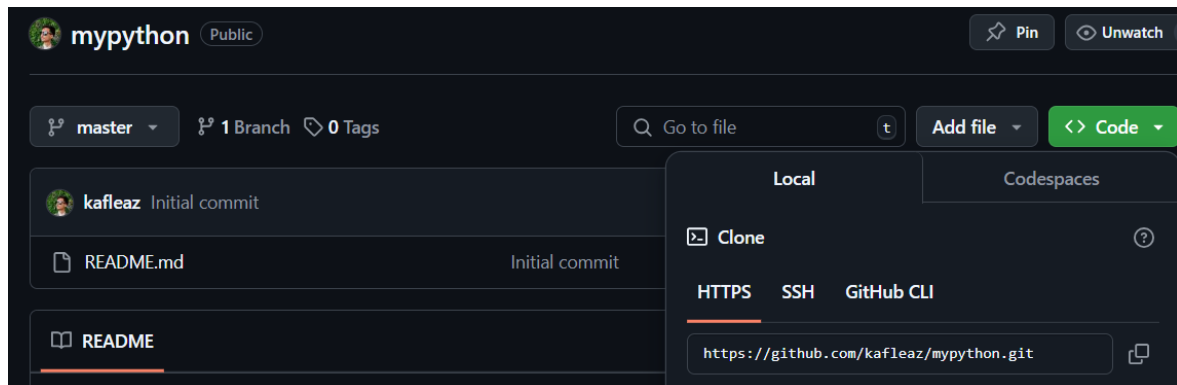 mypython Public Pin Unwatch
master 1 Branch 0 Tags Go to file t Add file <> Code
Local Codespaces
kafleaz Initial commit
Clone
README.md Initial commit
HTTPS SSH GitHub CLI
README
https://github.com/kafleaz/mypython.git